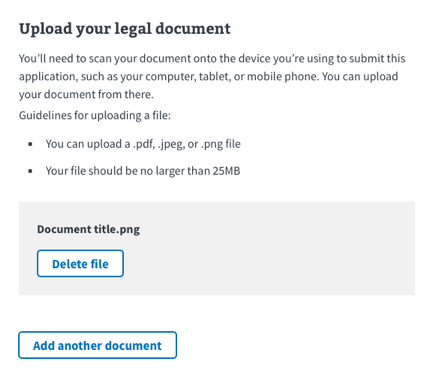 Upload your legal document
You’ll need to scan your document onto the device you’re using to submit this
application, such as your computer, tablet, or mobile phone. You can upload
your document from there.
Guidelines for uploading a file:
▪ You can upload a .pdf, .jpeg, or .png file
▪ Your file should be no larger than 25MB
Document title.png
Delete file
Add another document